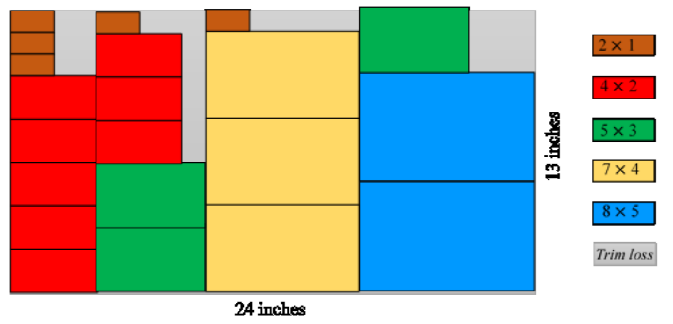 2 × 1
4 × 2
5 × 3
7 × 4
8 × 5
Trim loss
13 inches
24 inches